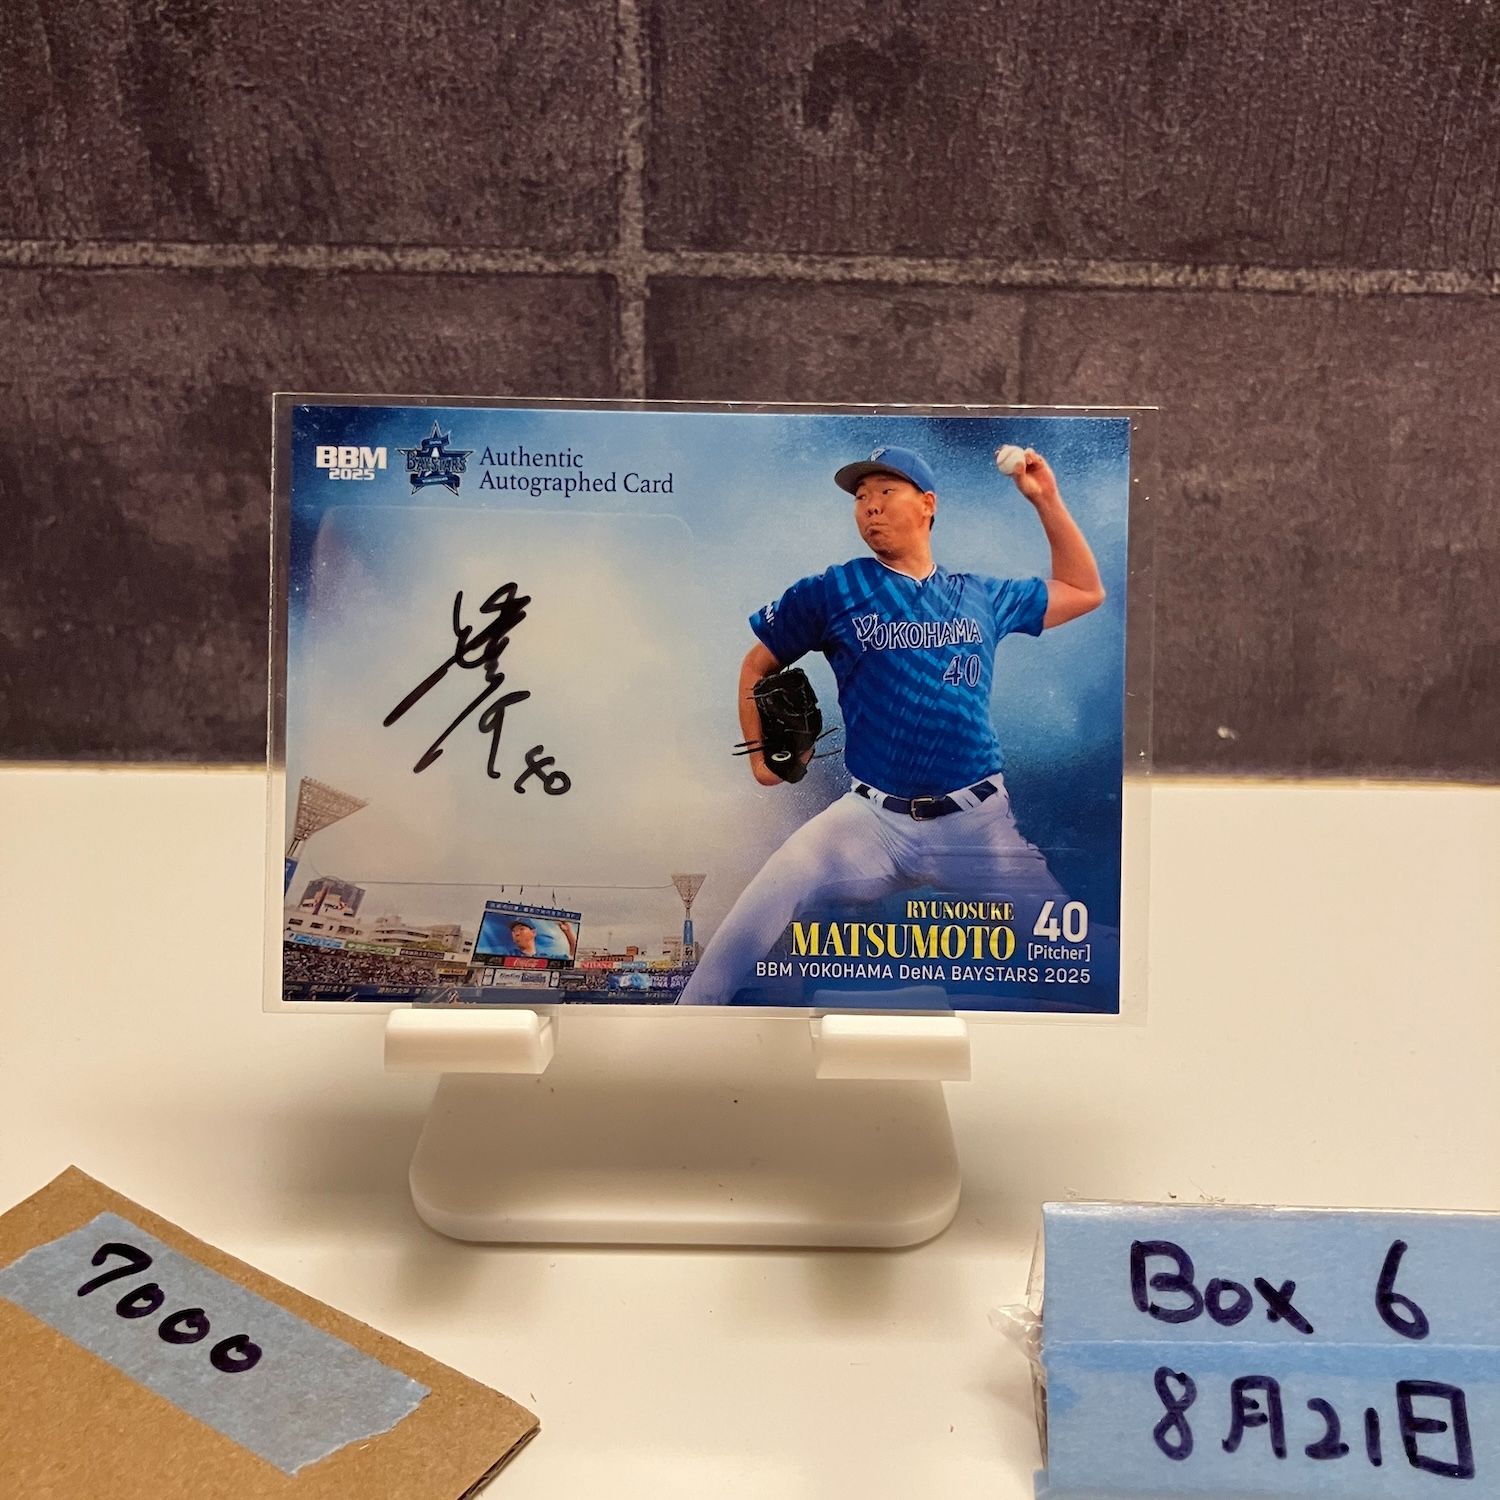 BBM
2025
BAYSTARS
Authentic
Autographed Card
YOKOHAMA
40
40
RYUNOSUKE
MATSUMOTO
40
[Pitcher]
BBM YOKOHAMA DeNA BAYSTARS 2025
7000
Box 6
8月21日